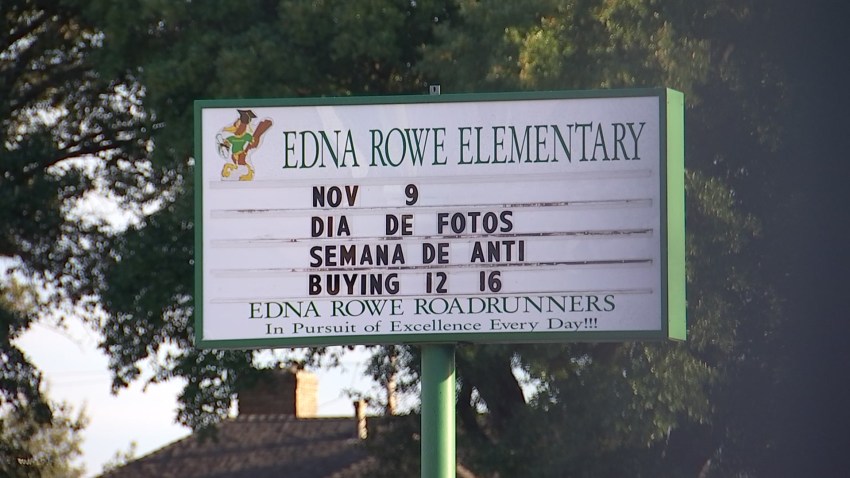 EDNA ROWE ELEMENTARY
NOV 9
DIA DE FOTOS
SEMANA DE ANTI
BUYING 12 16
EDNA ROWE ROADRUNNERS
In Pursuit of Excellence Every Day!!!